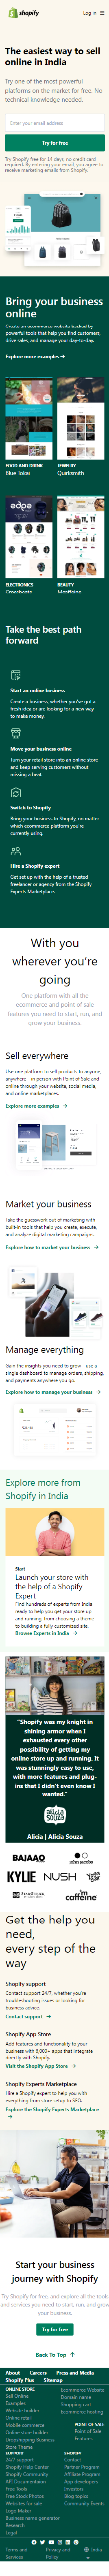 shopify
Log in
The easiest way to sell
online in India
Try one of the most powerful
platforms on the market for free. No
technical knowledge needed.
Enter your email address
Try for free
Try Shopify free for 14 days, no credit card
required. By entering your email, you agree to
receive marketing emails from Shopify.
Bring your business
online
Create an ecommerce website backed by
powerful tools that help you find customers,
drive sales, and manage your day-to-day.
Explore more examples
FOOD AND DRINK
Blue Tokai
JEWELRY
Quirksmith
edpe
ELECTRONICS
BEAUTY
Take the best path
forward
Start an online business
Create a business, whether you've got a
fresh idea or are looking for a new way
to make money.
Move your business online
Turn your retail store into an online store
and keep serving customers without
missing a beat.
Switch to Shopify
Bring your business to Shopify, no matter
which ecommerce platform you're
currently using.
Hire a Shopify expert
Get set up with the help of a trusted
freelancer or agency from the Shopify
Experts Marketplace.
With you
wherever you're
going
One platform with all the
ecommerce and point of sale
features you need to start, run, and
grow your business.
Sell everywhere
Use one platform to sell products to anyone,
anywhere—in person with Point of Sale and
online through your website, social media,
and online marketplaces.
Explore more examples
Market your business
Take the guesswork out of marketing with
built-in tools that help you create, execute,
and analyze digital marketing campaigns.
Explore how to market your business
Manage everything
Gain the insights you need to grow—use a
single dashboard to manage orders, shipping,
and payments anywhere you go.
Explore how to manage your business
Explore more from
Shopify in India
Start
Launch your store with
the help of a Shopify
Expert
Find hundreds of experts from India
ready to help you get your store up
and running, from choosing a theme
to building a fully customized site.
Browse Experts in India
"Shopify was my knight in
shining armor when I
exhausted every other
possibility of getting my
online store up and running. It
was stunningly easy to use,
with more features and plug-
ins that I didn't even know I
wanted."
alicia
souza
Alicia | Alicia Souza
BAJAAO
john jacobs
KYLIE
NUSH
I'm
caffeine
Get the help you
need,
every step of the
way
Shopify support
Contact support 24/7, whether you're
troubleshooting issues or looking for
business advice.
Contact support
Shopify App Store
Add features and functionality to your
business with 6,000+ apps that integrate
directly with Shopify.
Visit the Shopify App Store
Shopify Experts Marketplace
Hire a Shopify expert to help you with
everything from store setup to SEO.
Explore the Shopify Experts Marketplace
Start your business
journey with Shopify
Try Shopify for free, and explore all the tools
and services you need to start, run, and grow
your business.
Try for free
Back To Top
About
Careers
Press and Media
Shopify Plus
Sitemap
ONLINE STORE
Sell Online
Examples
Website builder
Online retail
Mobile commerce
Online store builder
Dropshipping Business
Store Theme
Ecommerce Website
Domain name
Shopping cart
Ecommerce hosting
POINT OF SALE
Point of Sale
Features
SUPPORT
24/7 support
Shopify Help Center
Shopify Community
API Documentation
Free Tools
Free Stock Photos
Websites for sale
Logo Maker
Business name generator
Research
Legal
SHOPIFY
Contact
Partner Program
Affiliate Program
App developers
Investors
Blog topics
Community Events
Terms and
Services
Privacy and
Policy
India